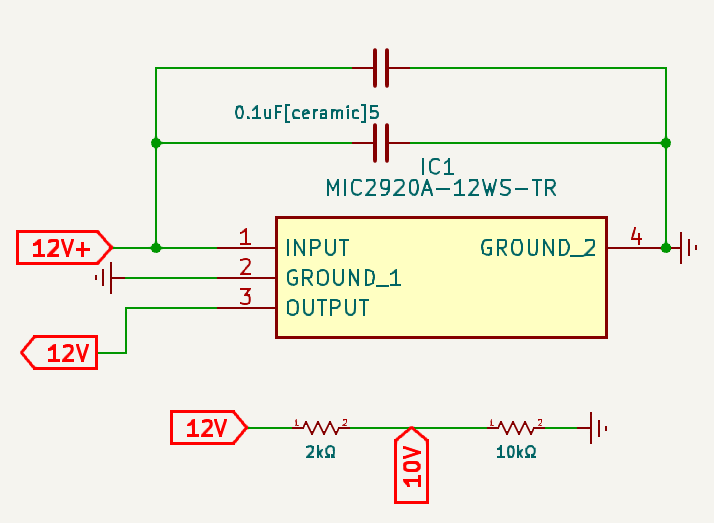 0.1uF[ceramic]5
IC1
MIC2920A-12WS-TR
12V+
1
INPUT
GROUND_2
4
2
GROUND_1
3
OUTPUT
12V
12V
1
2
2kΩ
10V
1
2
10kΩ